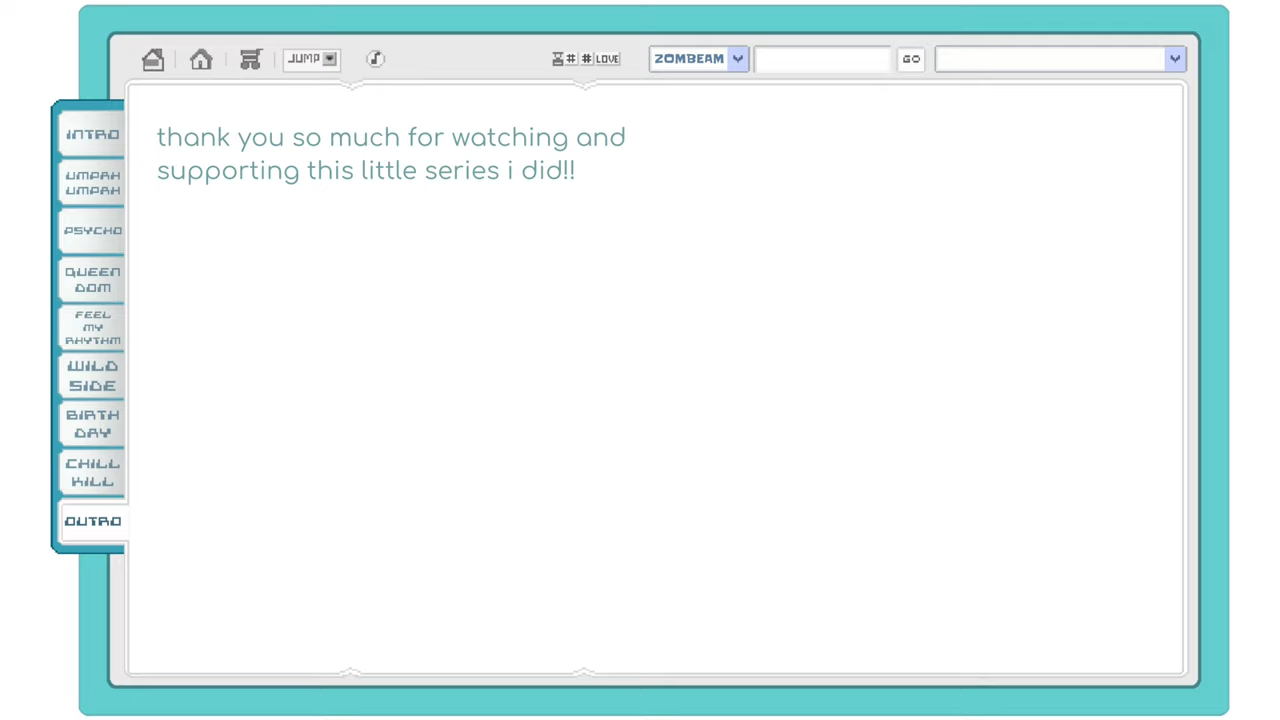 JUMP
## LOVE
ZOMBEAM
GO
INTRO
UMPAH
UMPAH
PSYCHO
QUEEN
DOM
FEEL
MY
RHYTHM
WILD
SIDE
BIRTH
DAY
CHILL
KILL
OUTRO
thank you so much for watching and
supporting this little series i did!!